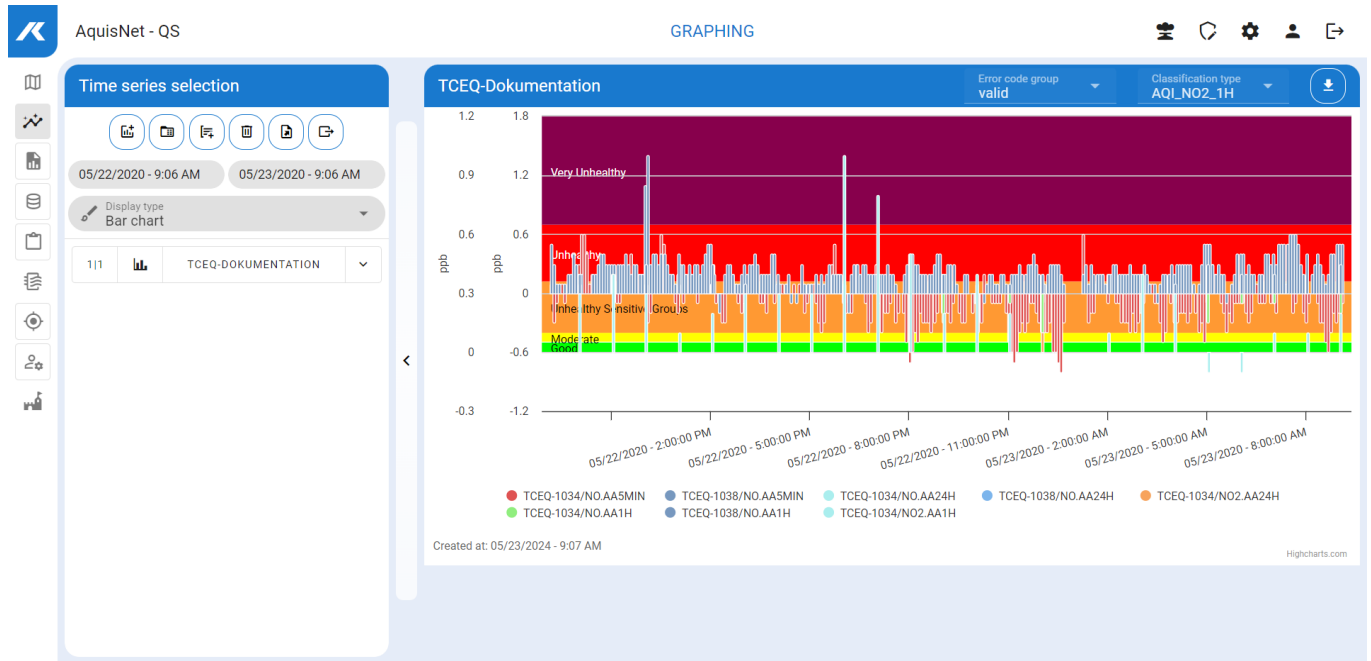 AquisNet - QS
GRAPHING
Time series selection
05/22/2020 - 9:06 AM
05/23/2020 - 9:06 AM
Display type
Bar chart
1|1
TCEQ-DOKUMENTATION
TCEQ-Dokumentation
Error code group
valid
Classification type
AQI_NO2_1H
1.2
0.9
0.6
0.3
0
-0.3
ppb
1.8
1.2
0.6
0
-0.6
-1.2
ppb
Very Unhealthy
Unhealthy
Unhealthy Sensitive Groups
Moderate
Good
05/22/2020 - 2:00:00 PM
05/22/2020 - 5:00:00 PM
05/22/2020 - 8:00:00 PM
05/22/2020 - 11:00:00 PM
05/23/2020 - 2:00:00 AM
05/23/2020 - 5:00:00 AM
05/23/2020 - 8:00:00 AM
TCEQ-1034/NO.AA5MIN
TCEQ-1038/NO.AA5MIN
TCEQ-1034/NO.AA24H
TCEQ-1038/NO.AA24H
TCEQ-1034/NO2.AA24H
TCEQ-1034/NO.AA1H
TCEQ-1038/NO.AA1H
TCEQ-1034/NO2.AA1H
Created at: 05/23/2024 - 9:07 AM
Highcharts.com